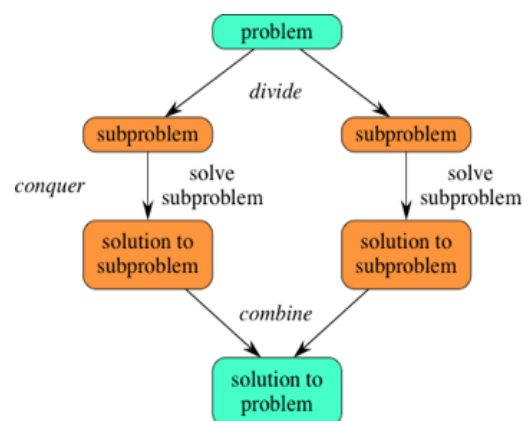 problem
divide
subproblem
subproblem
conquer
solve
subproblem
solve
subproblem
solution to
subproblem
solution to
subproblem
combine
solution to
problem